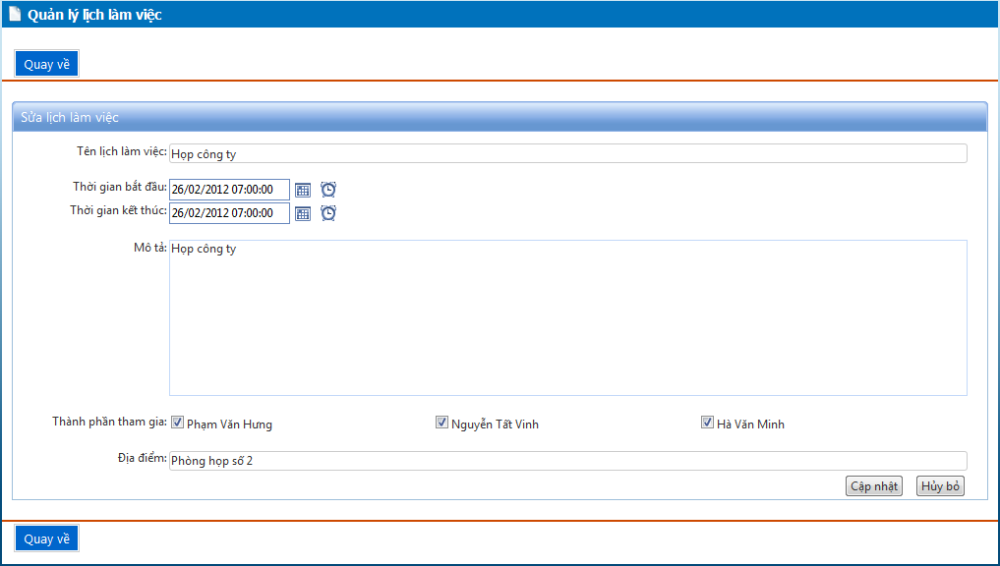 Quản lý lịch làm việc
Quay về
Sửa lịch làm việc
Tên lịch làm việc: Họp công ty
Thời gian bắt đầu: 26/02/2012 07:00:00
Thời gian kết thúc: 26/02/2012 07:00:00
Mô tả: Họp công ty
Thành phần tham gia: Phạm Văn Hưng Nguyễn Tất Vinh Hà Văn Minh
Địa điểm: Phòng họp số 2
Cập nhật Hủy bỏ
Quay về